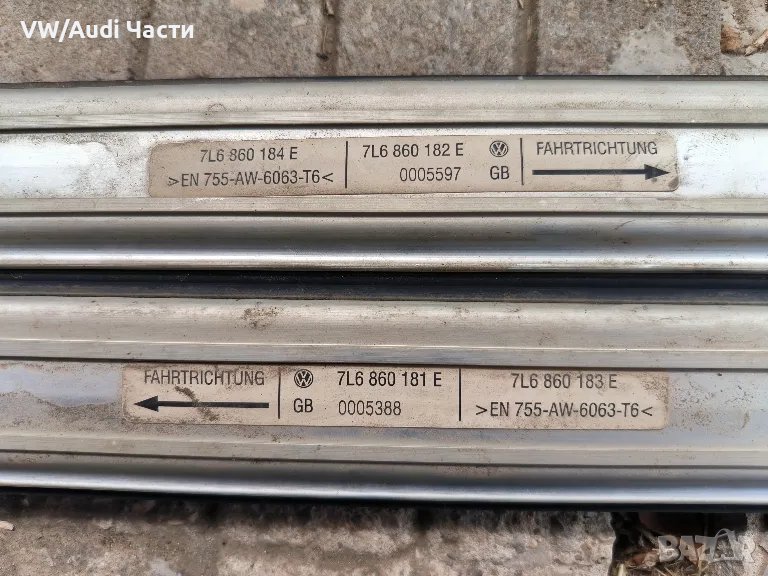 VW/Audi Части
7L6 860 184 E
>EN 755-AW-6063-T6<
7L6 860 182 E
0005597 GB
FAHRTRICHTUNG
FAHRTRICHTUNG
7L6 860 181 E
GB 0005388
7L6 860 183 E
>EN 755-AW-6063-T6<
BAZAR